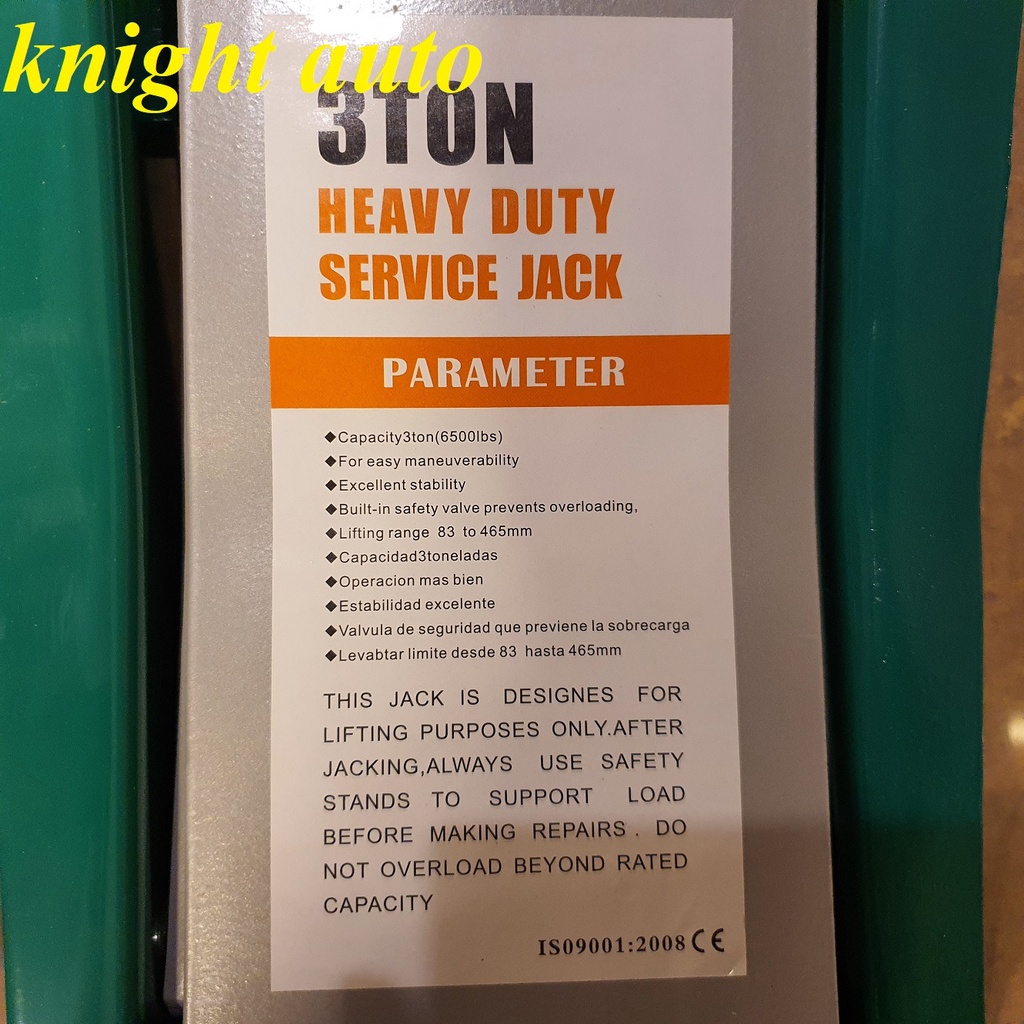 knight auto
3TON
HEAVY DUTY
SERVICE JACK
PARAMETER
◆Capacity3ton(6500lbs)
◆For easy maneuverability
◆Excellent stability
◆Built-in safety valve prevents overloading,
◆Lifting range 83 to 465mm
◆Capacidad3toneladas
◆Operacion mas bien
◆Estabilidad excelente
◆Valvula de seguridad que previene la sobrecarga
◆Levabtar limite desde 83 hasta 465mm
THIS JACK IS DESIGNES FOR
LIFTING PURPOSES ONLY.AFTER
JACKING,ALWAYS USE SAFETY
STANDS TO SUPPORT LOAD
BEFORE MAKING REPAIRS. DO
NOT OVERLOAD BEYOND RATED
CAPACITY
IS09001:2008 CE